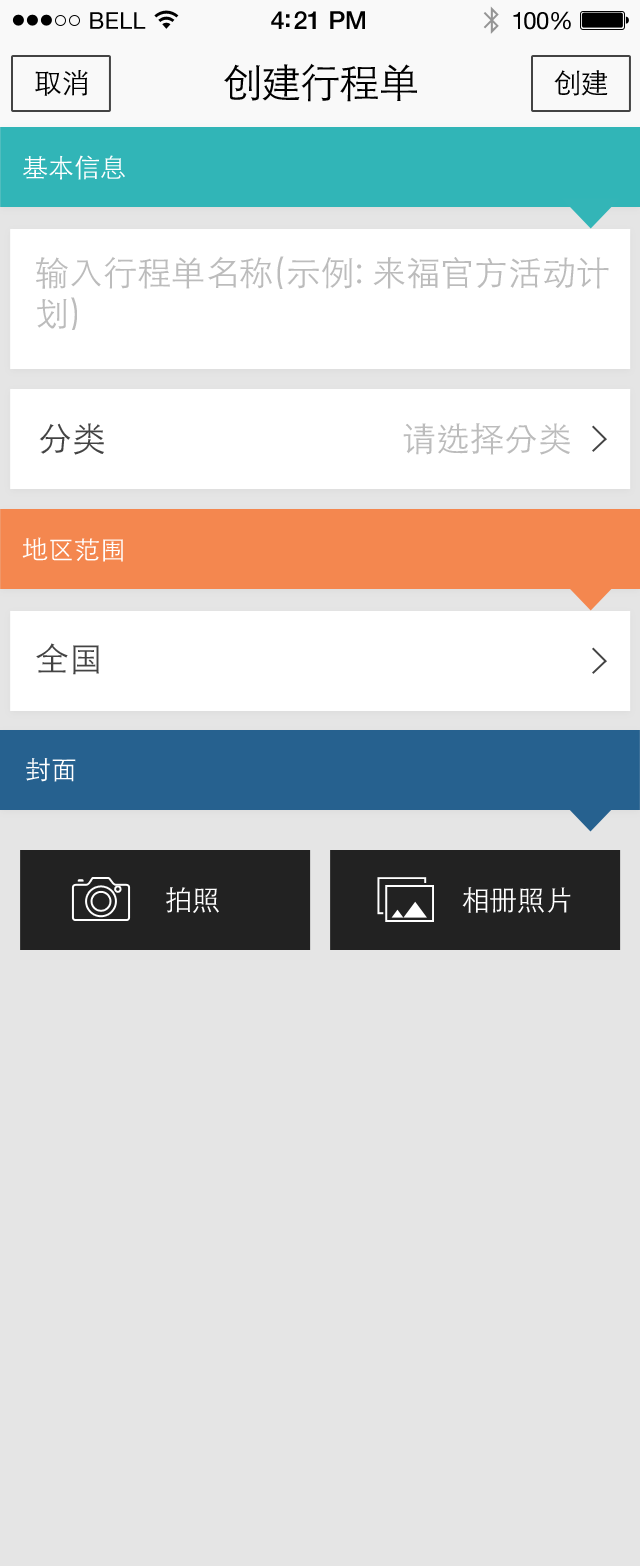 BELL 4:21 PM 100%
取消 创建行程单 创建
基本信息
输入行程单名称(示例: 来福官方活动计
划)
分类 请选择分类
地区范围
全国
封面
拍照 相册照片